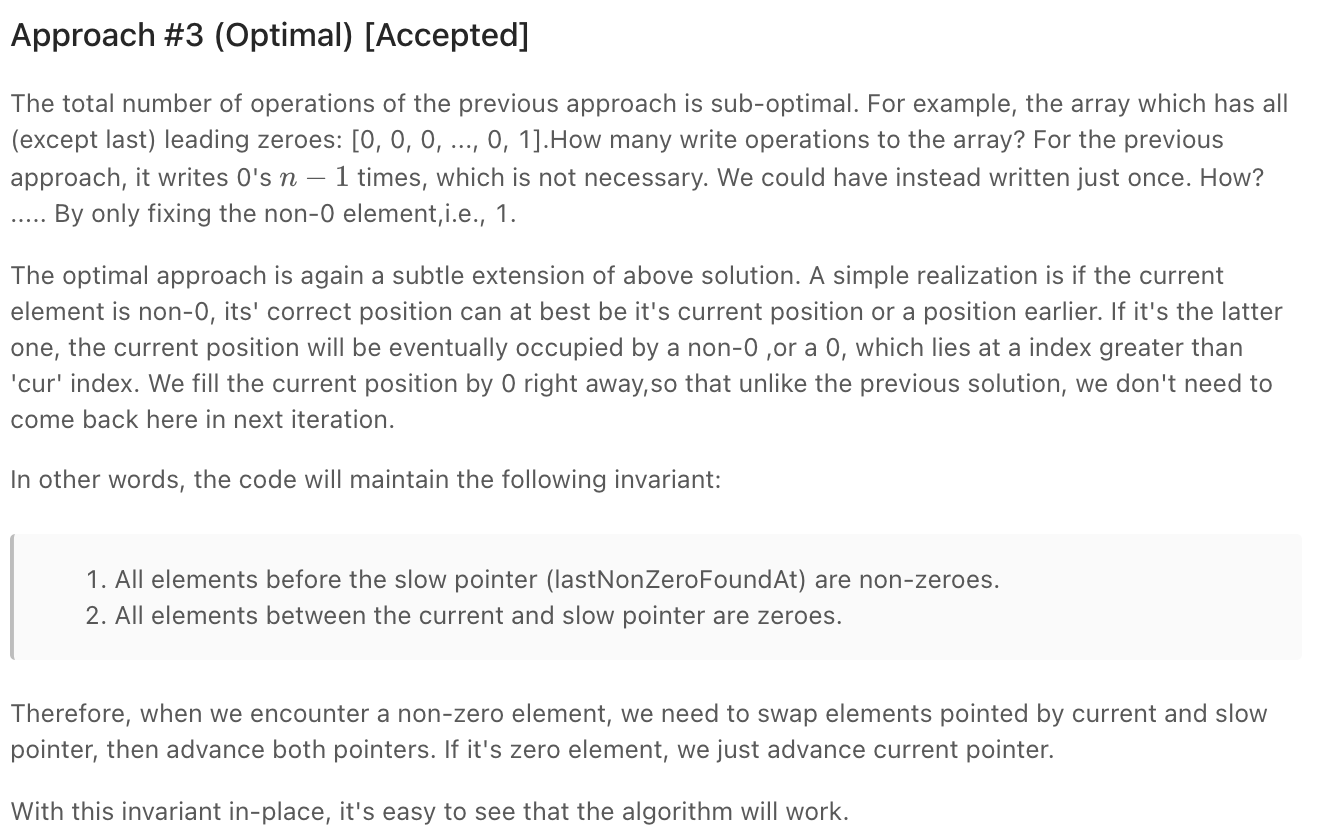 Approach #3 (Optimal) [Accepted]
The total number of operations of the previous approach is sub-optimal. For example, the array which has all
(except last) leading zeroes: [0, 0, 0, ..., 0, 1].How many write operations to the array? For the previous
approach, it writes 0's n − 1 times, which is not necessary. We could have instead written just once. How?
..... By only fixing the non-0 element,i.e., 1.
The optimal approach is again a subtle extension of above solution. A simple realization is if the current
element is non-0, its' correct position can at best be it's current position or a position earlier. If it's the latter
one, the current position will be eventually occupied by a non-0 ,or a 0, which lies at a index greater than
'cur' index. We fill the current position by 0 right away,so that unlike the previous solution, we don't need to
come back here in next iteration.
In other words, the code will maintain the following invariant:
1. All elements before the slow pointer (lastNonZeroFoundAt) are non-zeroes.
2. All elements between the current and slow pointer are zeroes.
Therefore, when we encounter a non-zero element, we need to swap elements pointed by current and slow
pointer, then advance both pointers. If it's zero element, we just advance current pointer.
With this invariant in-place, it's easy to see that the algorithm will work.